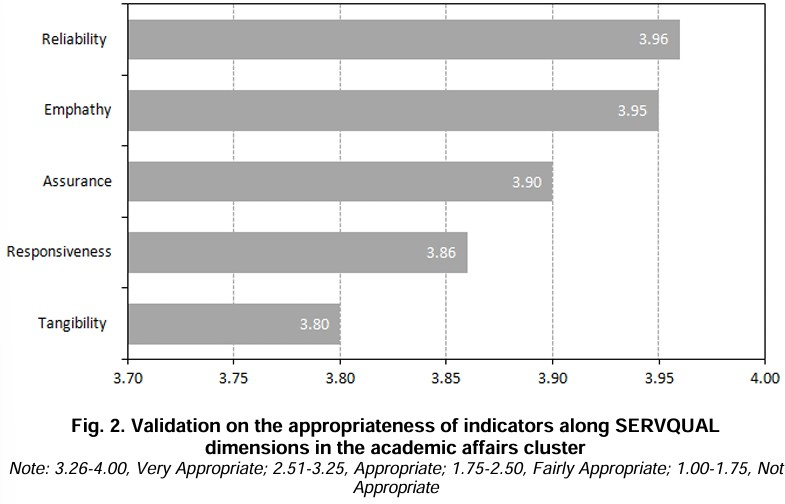 Reliability 3.96
Emphathy 3.95
Assurance 3.90
Responsiveness 3.86
Tangibility 3.80
3.70 3.75 3.80 3.85 3.90 3.95 4.00
Fig. 2. Validation on the appropriateness of indicators along SERVQUAL
dimensions in the academic affairs cluster
Note: 3.26-4.00, Very Appropriate; 2.51-3.25, Appropriate; 1.75-2.50, Fairly Appropriate; 1.00-1.75, Not
Appropriate